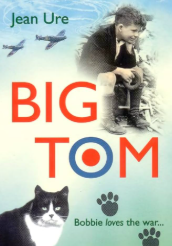 Jean Ure
BIG
TOM
Bobbie loves the war...